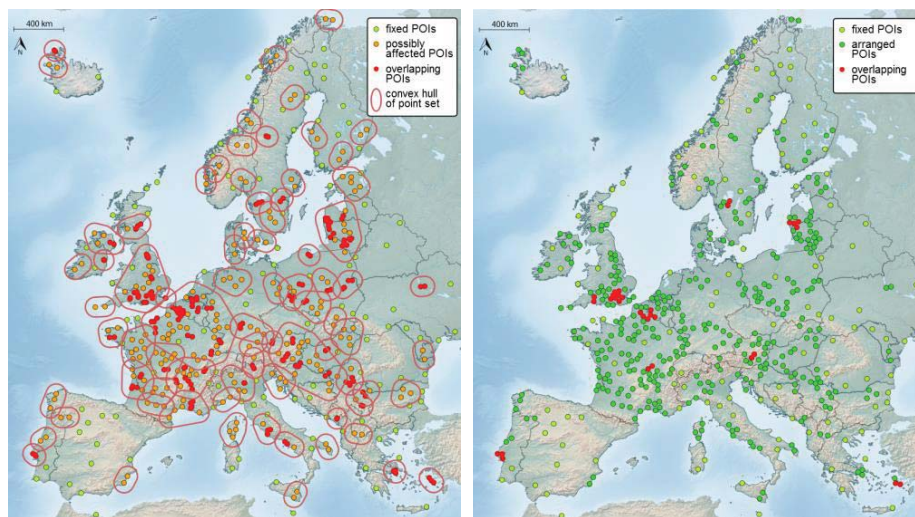 400 km
N
fixed POIs
possibly
affected POIs
overlapping
POIs
convex hull
of point set
400 km
N
fixed POIs
arranged
POIs
overlapping
POIs